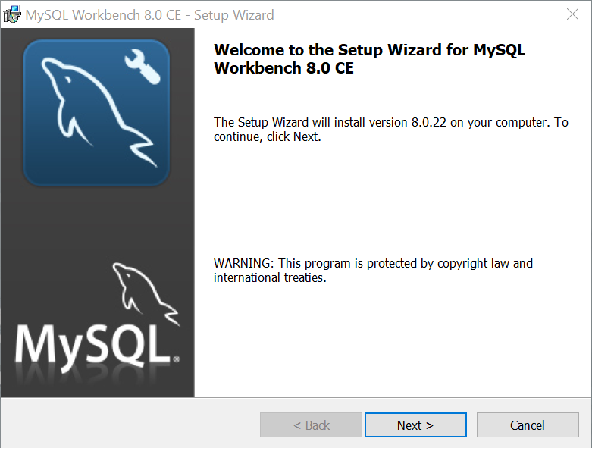 MySQL Workbench 8.0 CE - Setup Wizard
Welcome to the Setup Wizard for MySQL
Workbench 8.0 CE
The Setup Wizard will install version 8.0.22 on your computer. To
continue, click Next.
WARNING: This program is protected by copyright law and
international treaties.
MySQL®
< Back
Next >
Cancel